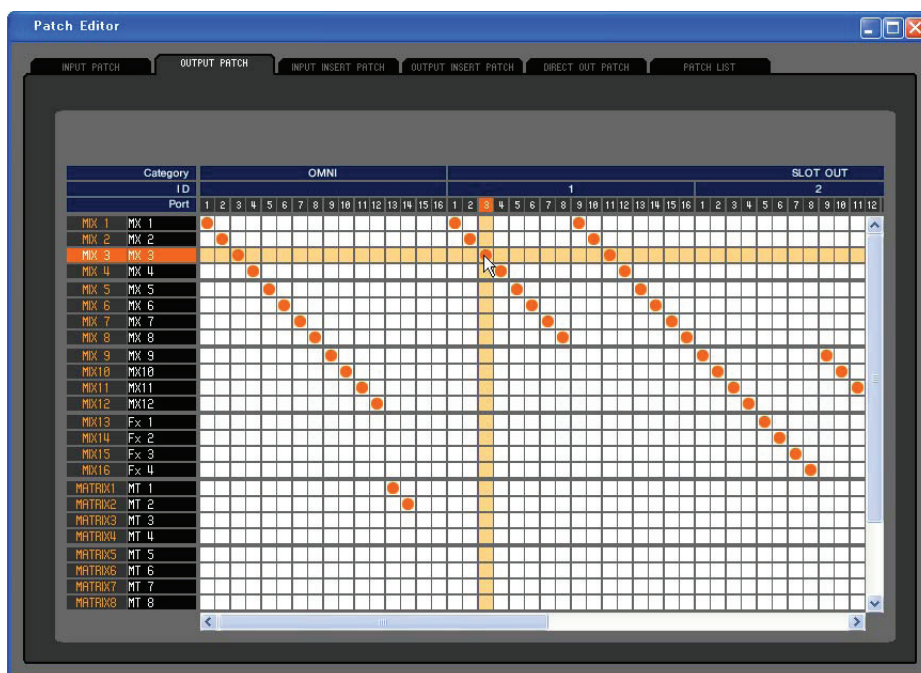 Patch Editor
INPUT PATCH OUTPUT PATCH INPUT INSERT PATCH OUTPUT INSERT PATCH DIRECT OUT PATCH PATCH LIST
Category OMNI SLOT OUT
ID 1 2
Port 1 2 3 4 5 6 7 8 9 10 11 12 13 14 15 16 1 2 3 4 5 6 7 8 9 10 11 12 13 14 15 16 1 2 3 4 5 6 7 8 9 10 11 12
MIX 1 MX 1
MIX 2 MX 2
MIX 3 MX 3
MIX 4 MX 4
MIX 5 MX 5
MIX 6 MX 6
MIX 7 MX 7
MIX 8 MX 8
MIX 9 MX 9
MIX10 MX10
MIX11 MX11
MIX12 MX12
MIX13 Fx 1
MIX14 Fx 2
MIX15 Fx 3
MIX16 Fx 4
MATRIX1 MT 1
MATRIX2 MT 2
MATRIX3 MT 3
MATRIX4 MT 4
MATRIX5 MT 5
MATRIX6 MT 6
MATRIX7 MT 7
MATRIX8 MT 8